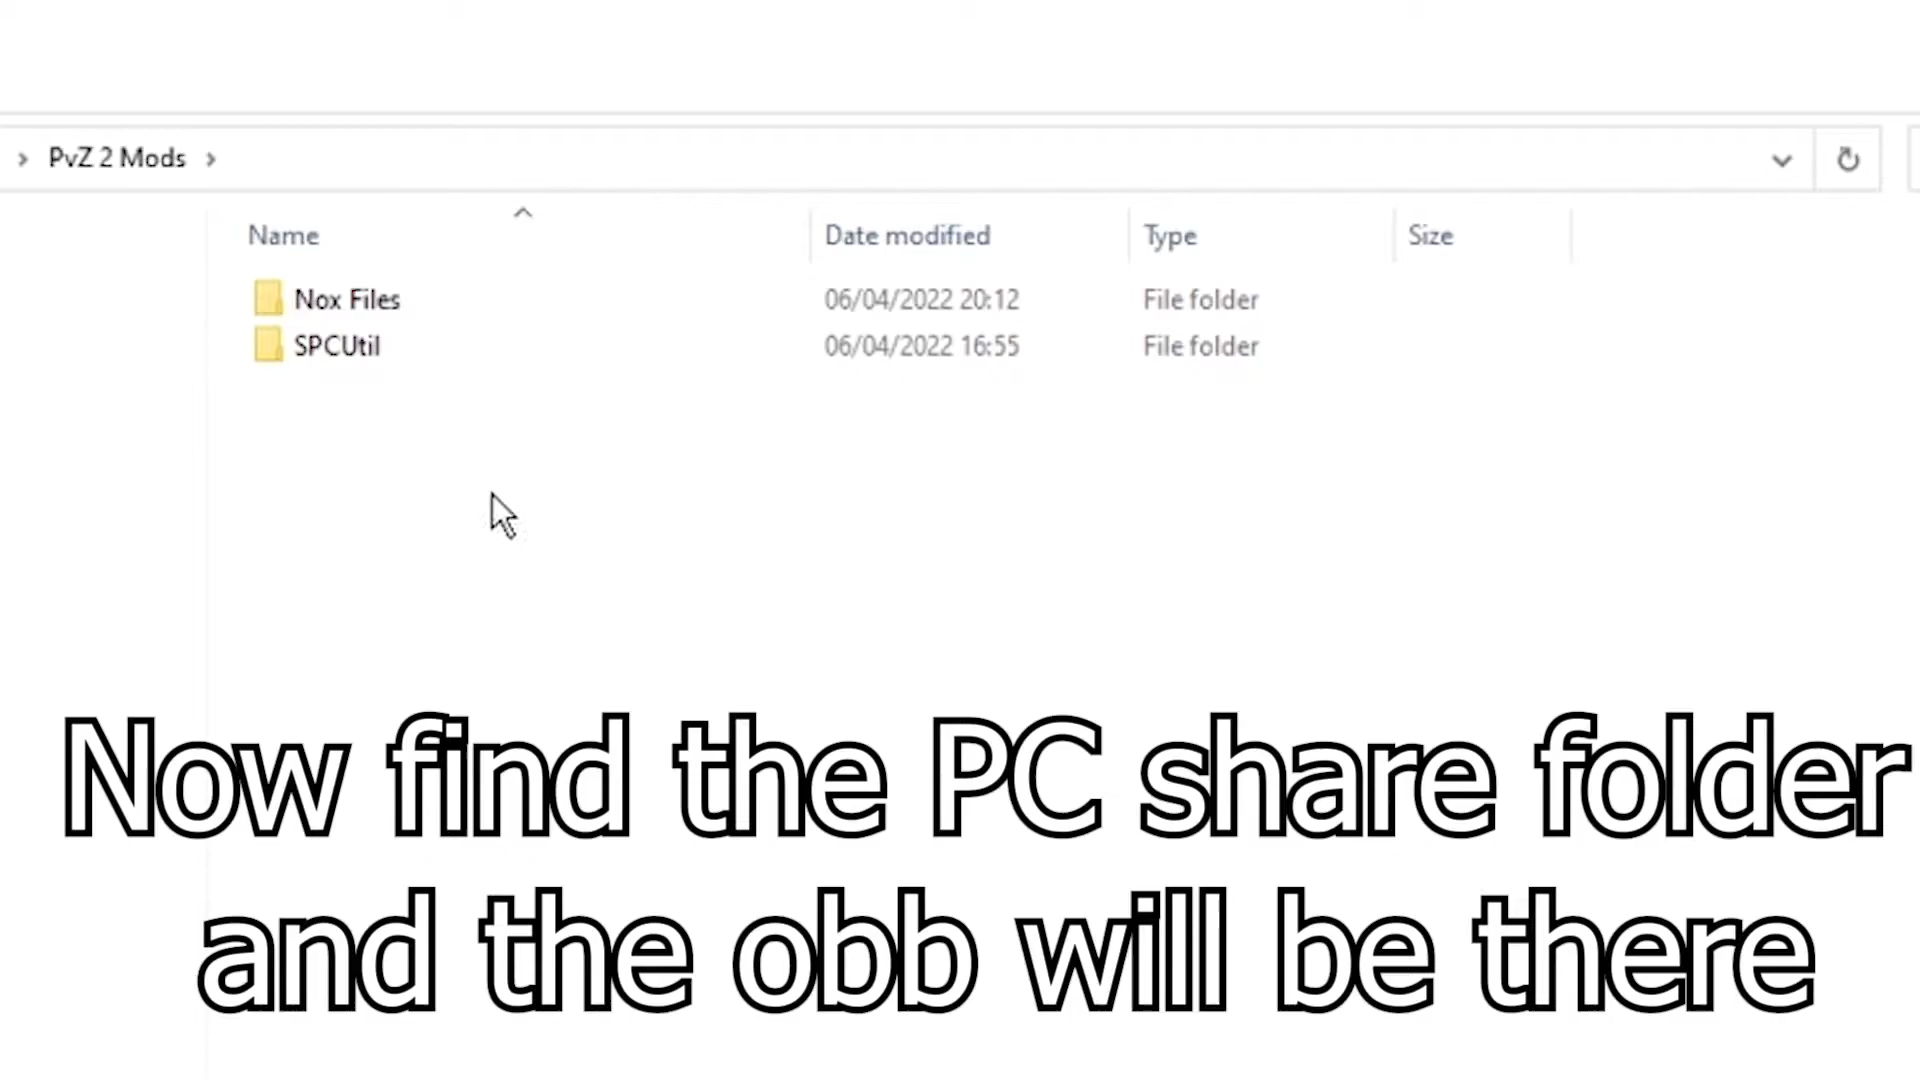 PvZ 2 Mods
Name Date modified Type Size
Nox Files 06/04/2022 20:12 File folder
SPCUtil 06/04/2022 16:55 File folder
Now find the PC share folder
and the obb will be there